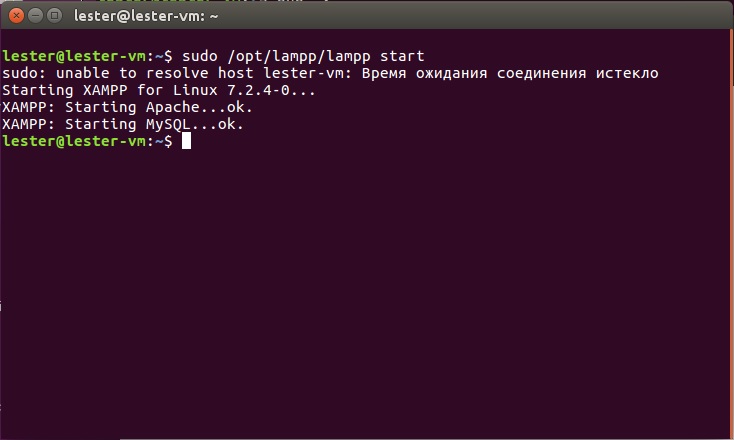 lester@lester-vm: ~
lester@lester-vm:~$ sudo /opt/lampp/lampp start
sudo: unable to resolve host lester-vm: Время ожидания соединения истекло
Starting XAMPP for Linux 7.2.4-0...
XAMPP: Starting Apache...ok.
XAMPP: Starting MySQL...ok.
lester@lester-vm:~$